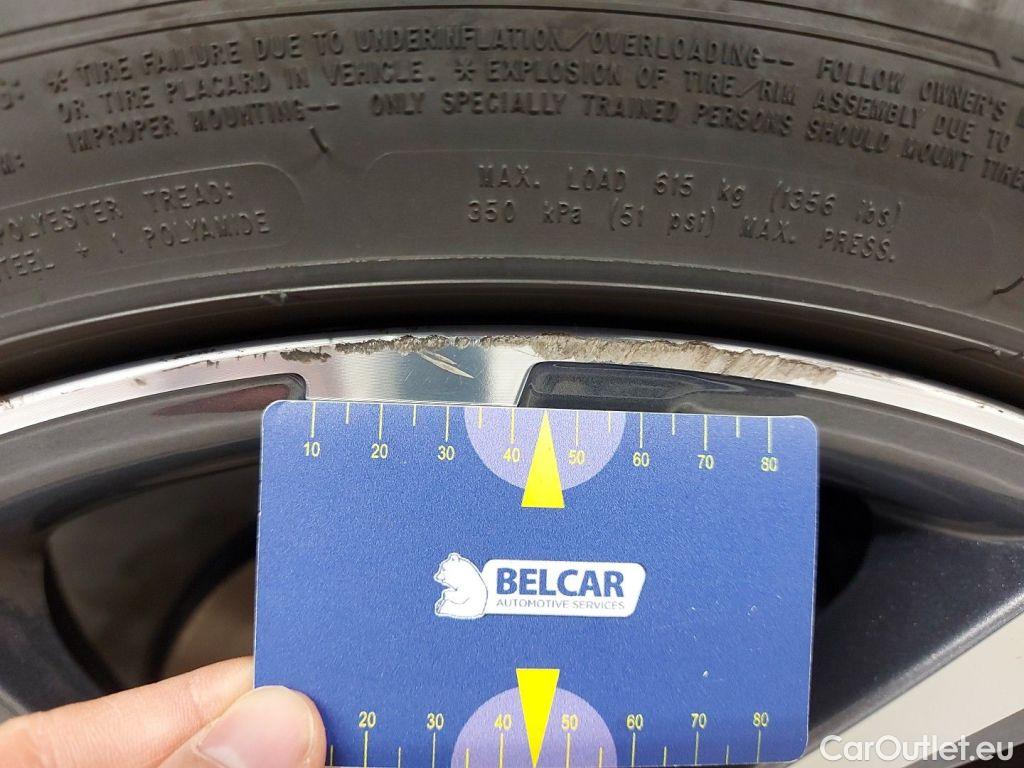 S: * TIRE FAILURE DUE TO UNDERINFLATION/OVERLOADING-- FOLLOW OWNER'S
OR TIRE PLACARD IN VEHICLE. * EXPLOSION OF TIRE/RIM ASSEMBLY DUE TO
M: IMPROPER MOUNTING-- ONLY SPECIALLY TRAINED PERSONS SHOULD MOUNT TIRE
POLYESTER TREAD:
STEEL + 1 POLYAMIDE
MAX. LOAD 615 kg (1356 lbs)
350 kPa (51 psi) MAX. PRESS.
10 20 30 40 50 60 70 80
BELCAR
AUTOMOTIVE SERVICES
20 30 40 50 60 70 80
CarOutlet.eu